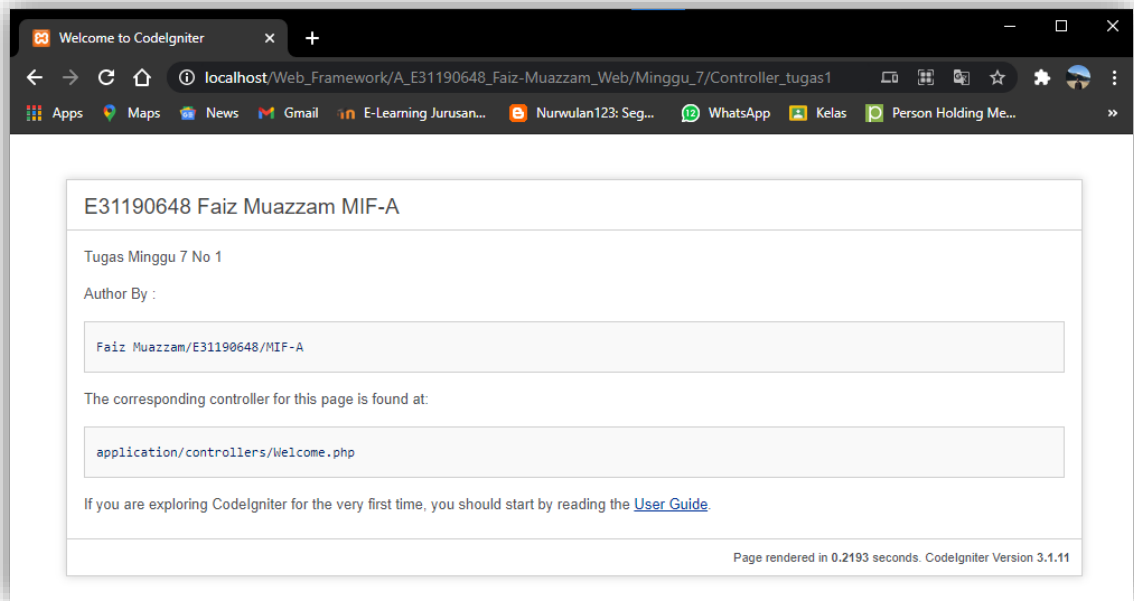 Welcome to CodeIgniter
localhost/Web_Framework/A_E31190648_Faiz-Muazzam_Web/Minggu_7/Controller_tugas1
Apps Maps News Gmail E-Learning Jurusan... Nurwulan123: Seg... 12 WhatsApp Kelas Person Holding Me... »
E31190648 Faiz Muazzam MIF-A
Tugas Minggu 7 No 1
Author By :
Faiz Muazzam/E31190648/MIF-A
The corresponding controller for this page is found at:
application/controllers/Welcome.php
If you are exploring CodeIgniter for the very first time, you should start by reading the User Guide.
Page rendered in 0.2193 seconds. CodeIgniter Version 3.1.11